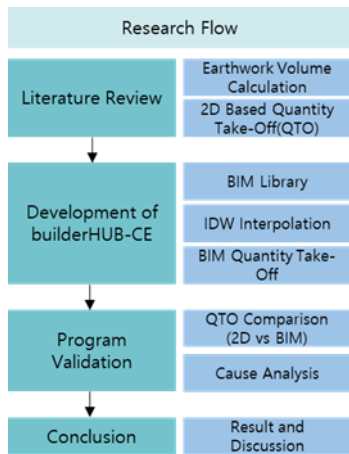 Research Flow
Literature Review
Earthwork Volume
Calculation
2D Based Quantity
Take-Off(QTO)
Development of
builderHUB-CE
BIM Library
IDW Interpolation
BIM Quantity Take-
Off
Program
Validation
QTO Comparison
(2D vs BIM)
Cause Analysis
Conclusion
Result and
Discussion